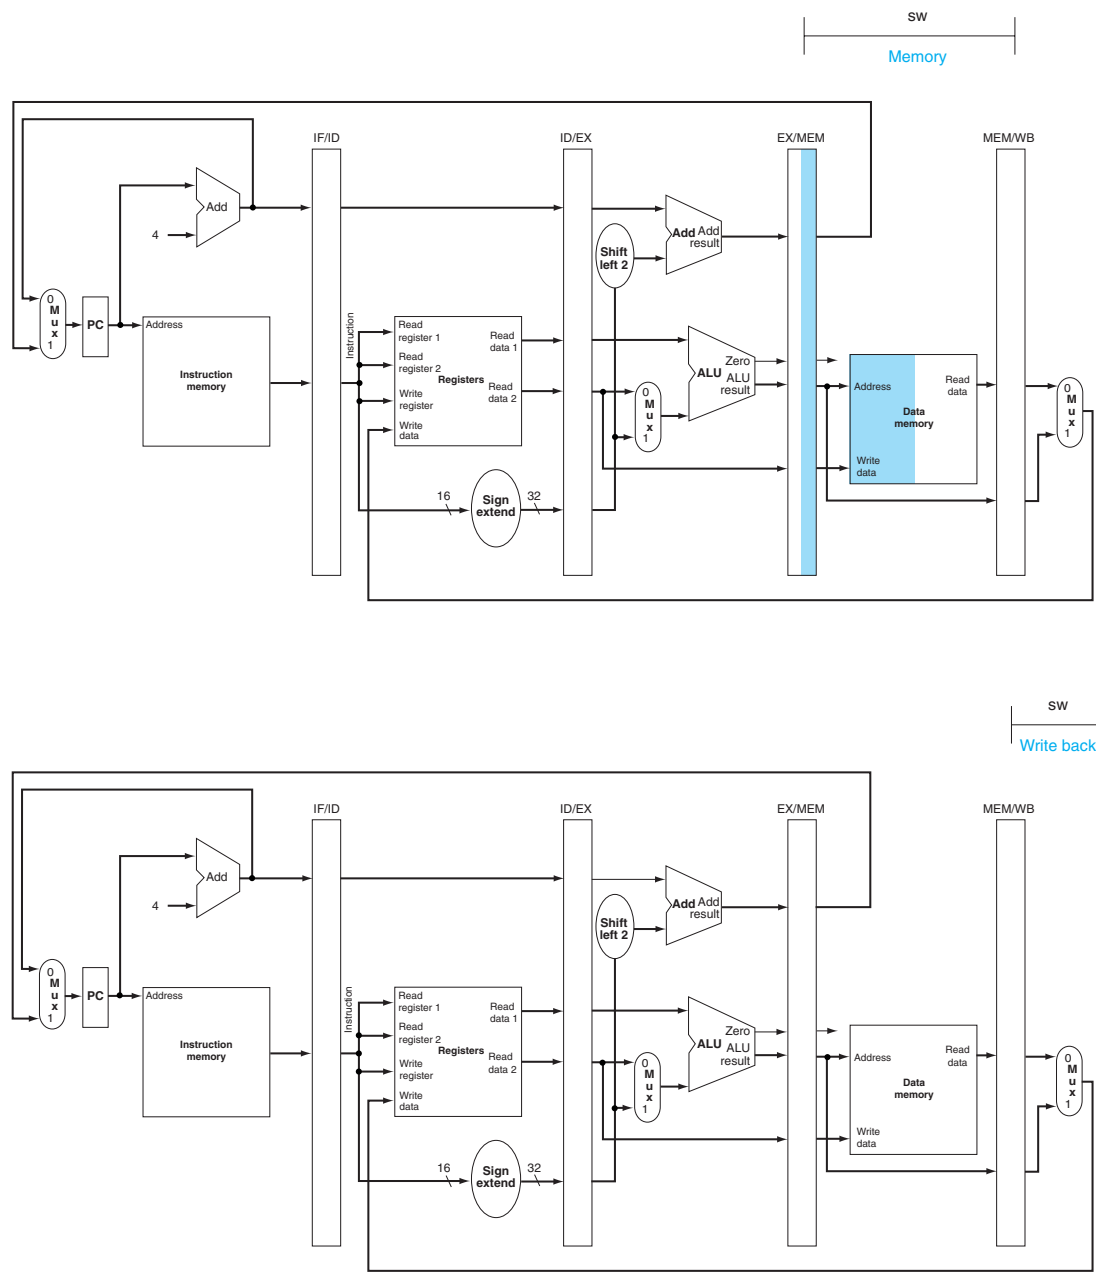 SW
Memory
IF/ID
ID/EX
EX/MEM
MEM/WB
Add
4
Shift
left 2
Add Add
result
0
M
u
x
1
PC
Address
Instruction
memory
Instruction
Read
register 1
Read
register 2
Write
register
Write
data
Registers
Read
data 1
Read
data 2
0
M
u
x
1
Zero
ALU ALU
result
Address
Read
data
Data
memory
Write
data
0
M
u
x
1
16
Sign
extend
32
SW
Write back
IF/ID
ID/EX
EX/MEM
MEM/WB
Add
4
Shift
left 2
Add Add
result
0
M
u
x
1
PC
Address
Instruction
memory
Instruction
Read
register 1
Read
register 2
Write
register
Write
data
Registers
Read
data 1
Read
data 2
0
M
u
x
1
Zero
ALU ALU
result
Address
Read
data
Data
memory
Write
data
0
M
u
x
1
16
Sign
extend
32